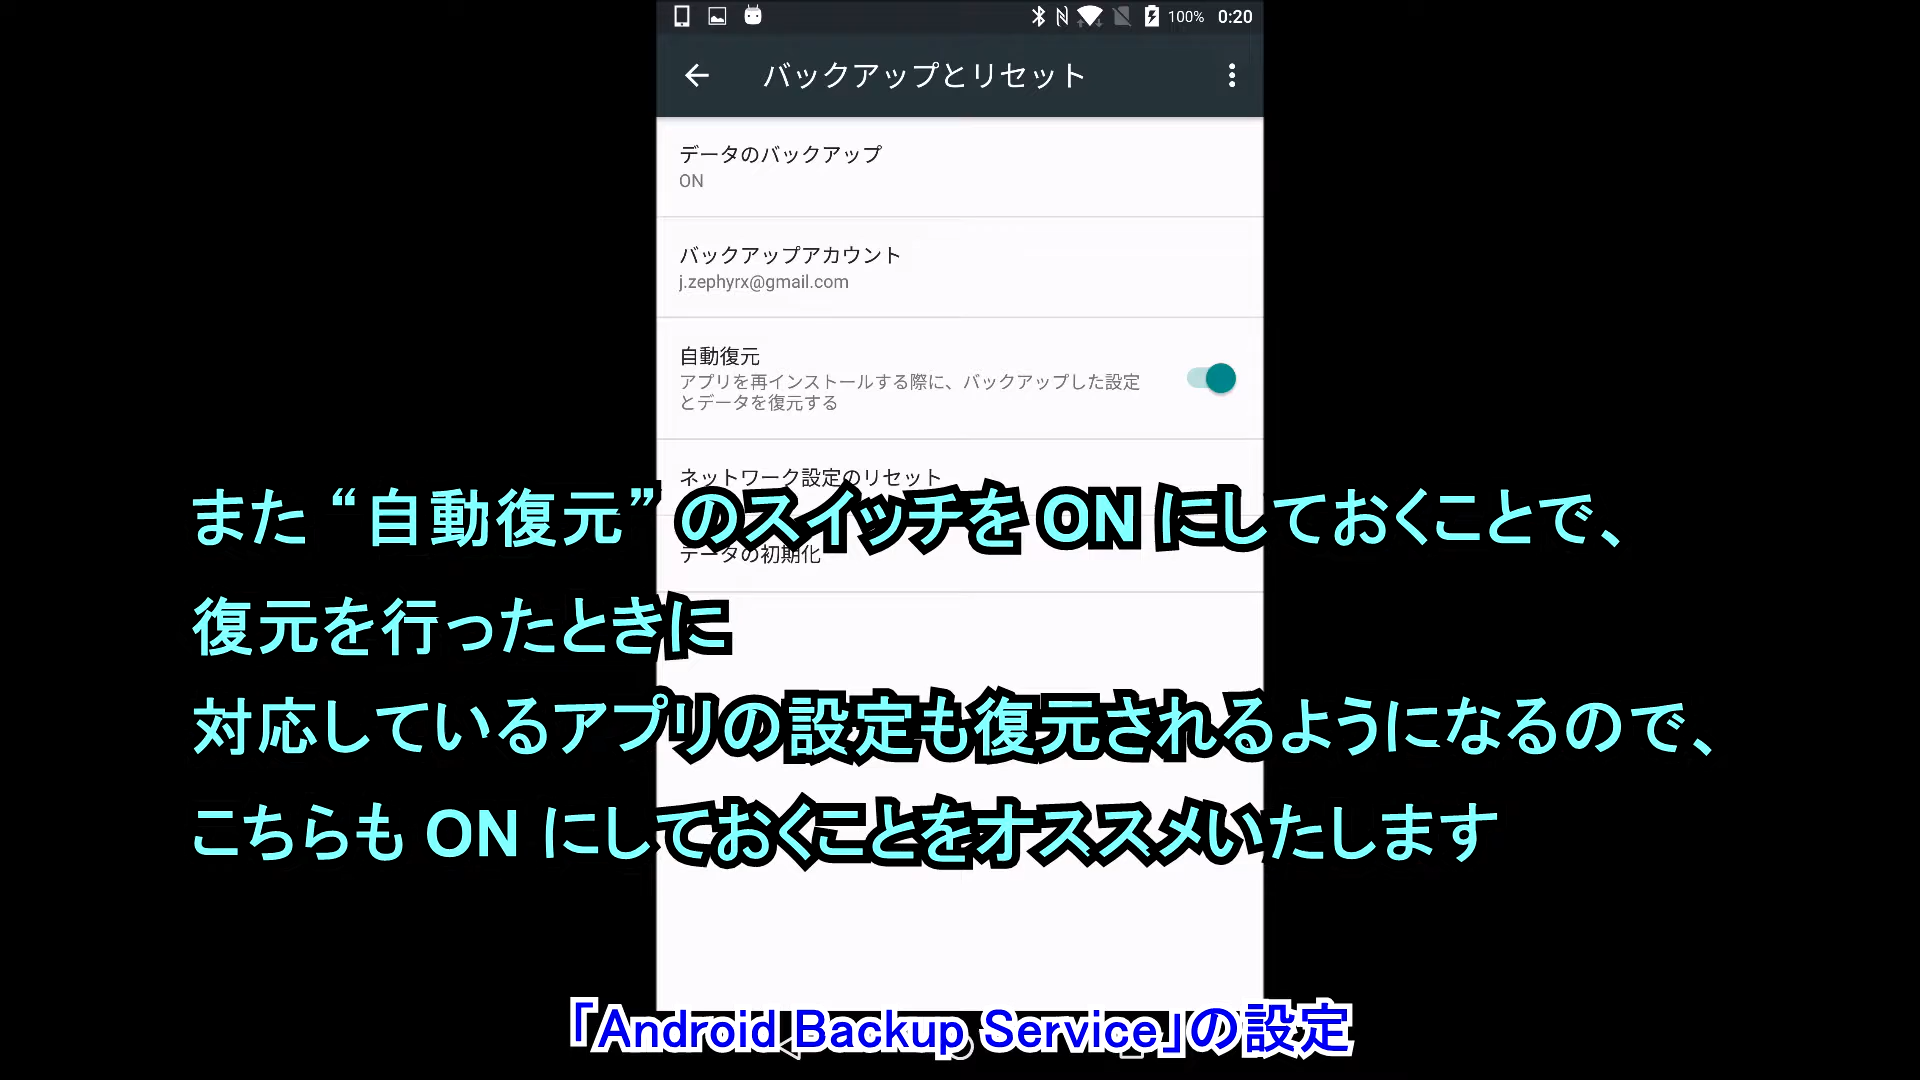 100% 0:20
バックアップとリセット
データのバックアップ
ON
バックアップアカウント
j.zephyrx@gmail.com
自動復元
アプリを再インストールする際に、バックアップした設定
とデータを復元する
ネットワーク設定のリセット
また “自動復元” のスイッチを ON にしておくことで、
データの初期化
復元を行ったときに
対応しているアプリの設定も復元されるようになるので、
こちらも ON にしておくことをオススメいたします
「Android Backup Service」の設定